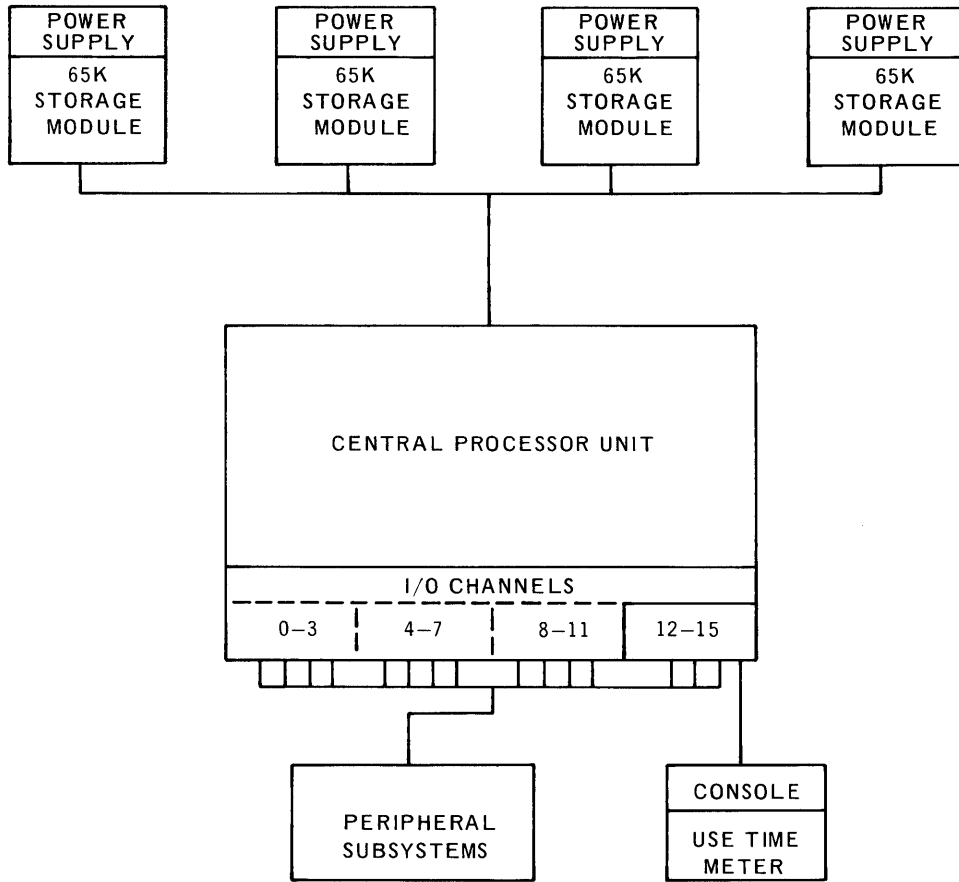 POWER
SUPPLY
65K
STORAGE
MODULE
POWER
SUPPLY
65K
STORAGE
MODULE
POWER
SUPPLY
65K
STORAGE
MODULE
POWER
SUPPLY
65K
STORAGE
MODULE
CENTRAL PROCESSOR UNIT
I/O CHANNELS
0–3
4–7
8–11
12–15
PERIPHERAL
SUBSYSTEMS
CONSOLE
USE TIME
METER